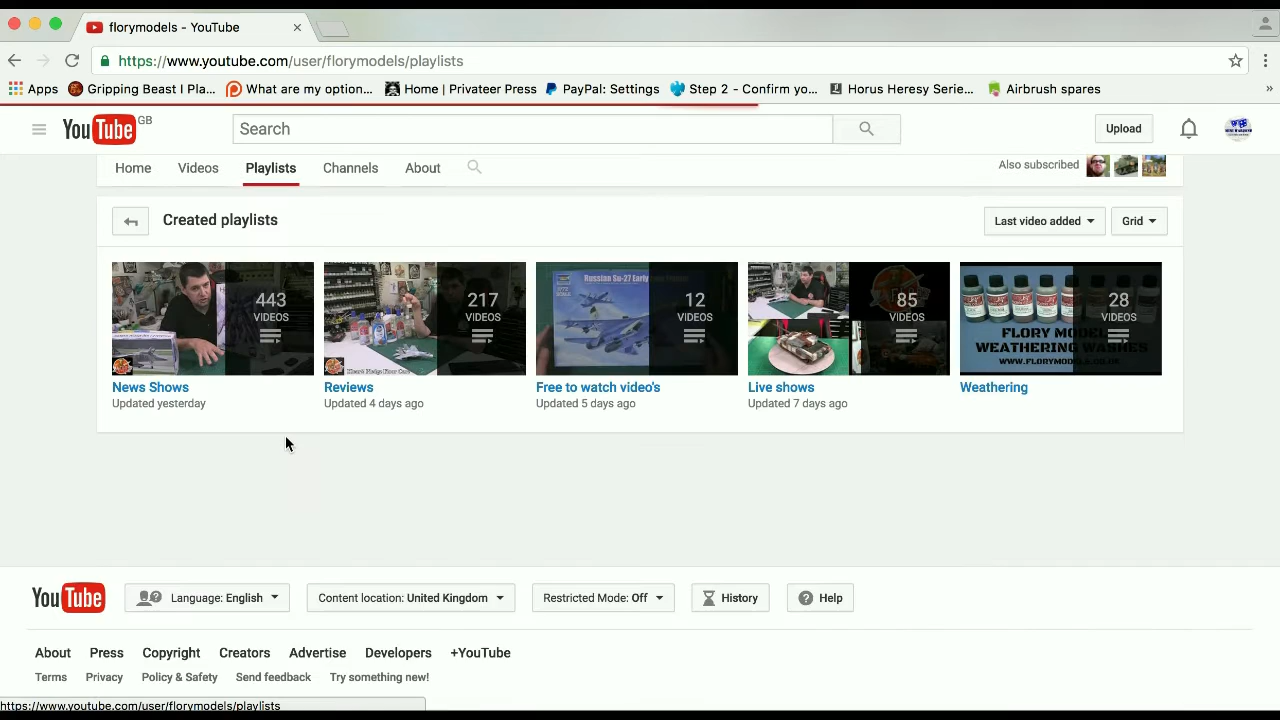 florymodels - YouTube
https://www.youtube.com/user/florymodels/playlists
Apps Gripping Beast I Pla... What are my option... Home | Privateer Press PayPal: Settings Step 2 - Confirm yo... Horus Heresy Serie... Airbrush spares »
YouTube GB Search Upload
Home Videos Playlists Channels About Also subscribed
Created playlists Last video added Grid
443 VIDEOS
217 VIDEOS
Russian Su-27 Early
12 VIDEOS
85 VIDEOS
28 VIDEOS
FLORY MODEL
WEATHERING WASHES
WWW.FLORYMODELS.CO.UK
News Shows Reviews Free to watch video's Live shows Weathering
Updated yesterday Updated 4 days ago Updated 5 days ago Updated 7 days ago
YouTube Language: English Content location: United Kingdom Restricted Mode: Off History Help
About Press Copyright Creators Advertise Developers +YouTube
Terms Privacy Policy & Safety Send feedback Try something new!
https://www.youtube.com/user/florymodels/playlists